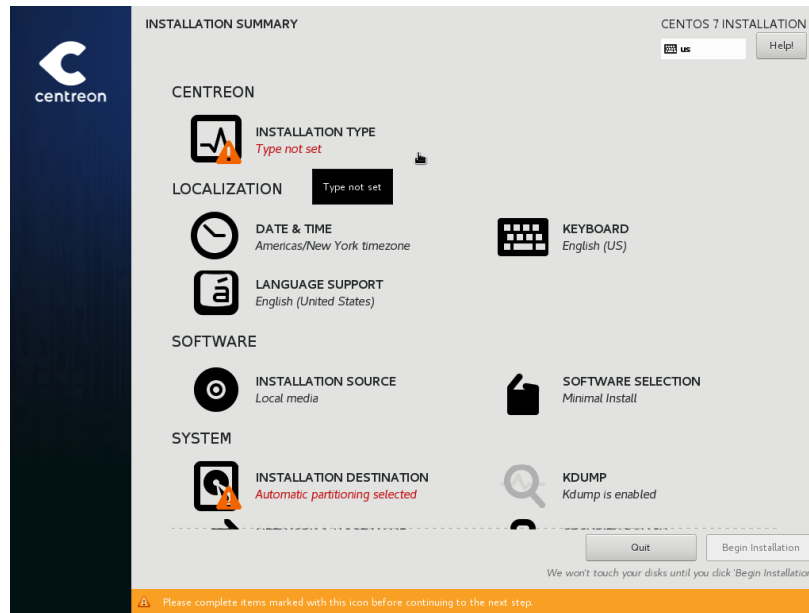 INSTALLATION SUMMARY
CENTOS 7 INSTALLATION
us
Help!
centreon
CENTREON
INSTALLATION TYPE
Type not set
Type not set
LOCALIZATION
DATE & TIME
Americas/New York timezone
KEYBOARD
English (US)
á
LANGUAGE SUPPORT
English (United States)
SOFTWARE
INSTALLATION SOURCE
Local media
SOFTWARE SELECTION
Minimal Install
SYSTEM
INSTALLATION DESTINATION
Automatic partitioning selected
KDUMP
Kdump is enabled
Quit
Begin Installation
We won't touch your disks until you click 'Begin Installation
Please complete items marked with this icon before continuing to the next step.